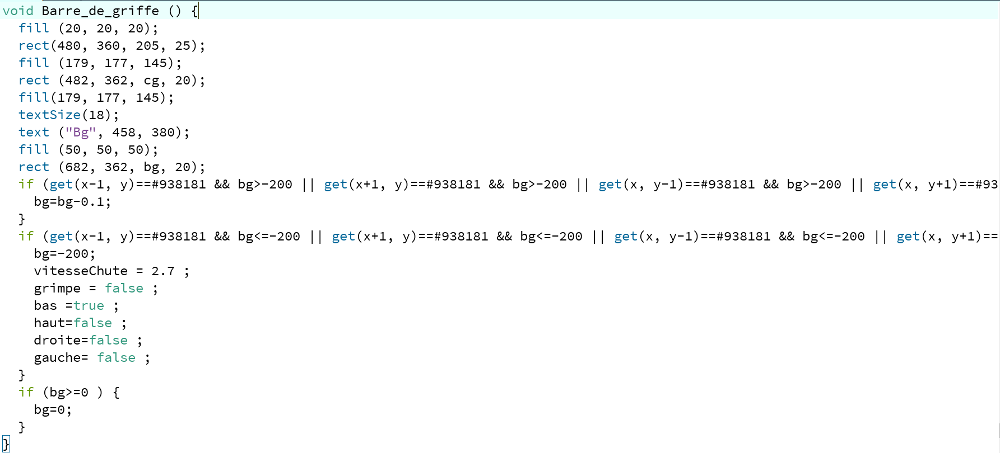 void Barre_de_griffe () {
  fill (20, 20, 20);
  rect(480, 360, 205, 25);
  fill (179, 177, 145);
  rect (482, 362, cg, 20);
  fill(179, 177, 145);
  textSize(18);
  text ("Bg", 458, 380);
  fill (50, 50, 50);
  rect (682, 362, bg, 20);
  if (get(x-1, y)==#938181 && bg>-200 || get(x+1, y)==#938181 && bg>-200 || get(x, y-1)==#938181 && bg>-200 || get(x, y+1)==#93
    bg=bg-0.1;
  }
  if (get(x-1, y)==#938181 && bg<=-200 || get(x+1, y)==#938181 && bg<=-200 || get(x, y-1)==#938181 && bg<=-200 || get(x, y+1)==
    bg=-200;
    vitesseChute = 2.7 ;
    grimpe = false ;
    bas =true ;
    haut=false ;
    droite=false ;
    gauche= false ;
  }
  if (bg>=0 ) {
    bg=0;
  }
}